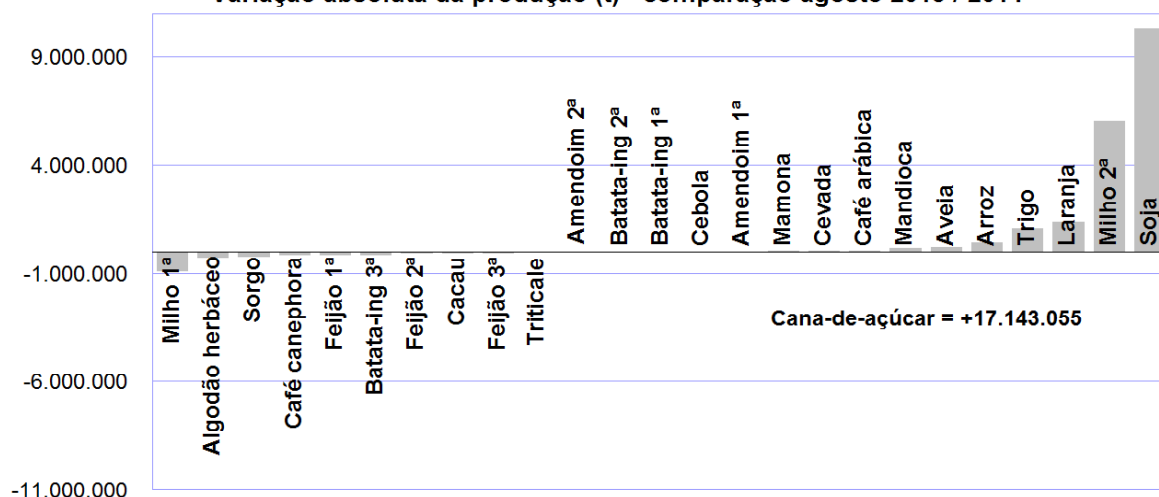 9.000.000
4.000.000
-1.000.000
-6.000.000
-11.000.000
Milho 1ª
Algodão herbáceo
Sorgo
Café canephora
Feijão 1ª
Batata-ing 3ª
Feijão 2ª
Cacau
Feijão 3ª
Triticale
Amendoim 2ª
Batata-ing 2ª
Batata-ing 1ª
Cebola
Amendoim 1ª
Mamona
Cevada
Café arábica
Mandioca
Aveia
Arroz
Trigo
Laranja
Milho 2ª
Soja
Cana-de-açúcar = +17.143.055